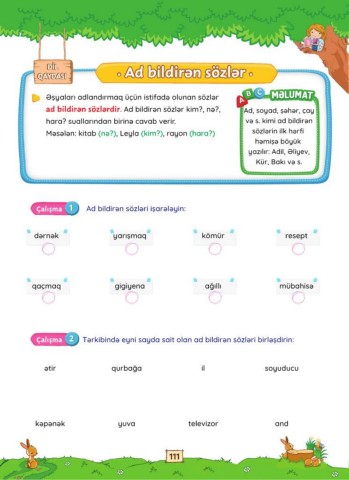 DİL
QAYDASI
Ad bildirən sözlər
Əşyaları adlandırmaq üçün istifadə olunan sözlər
ad bildirən sözlərdir. Ad bildirən sözlər kim?, nə?,
hara? suallarından birinə cavab verir.
Məsələn: kitab (nə?), Leyla (kim?), rayon (hara?)
A B C MƏLUMAT
Ad, soyad, şəhər, çay
və s. kimi ad bildirən
sözlərin ilk hərfi
həmişə böyük
yazılır: Adil, Əliyev,
Kür, Bakı və s.
Çalışma 1 Ad bildirən sözləri işarələyin:
dərnək yarışmaq kömür resept
qaçmaq gigiyena ağıllı mübahisə
Çalışma 2 Tərkibində eyni sayda sait olan ad bildirən sözləri birləşdirin:
ətir qurbağa il soyuducu
kəpənək yuva televizor and
111